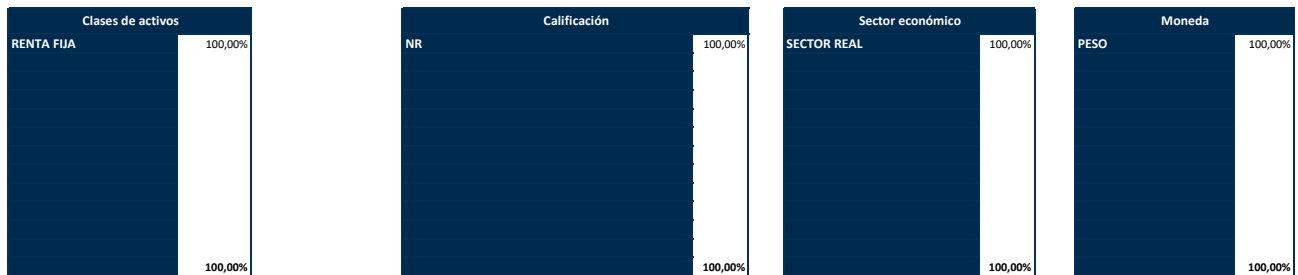 Clases de activos
RENTA FIJA 100,00%
100,00%
Calificación
NR 100,00%
100,00%
Sector económico
SECTOR REAL 100,00%
100,00%
Moneda
PESO 100,00%
100,00%